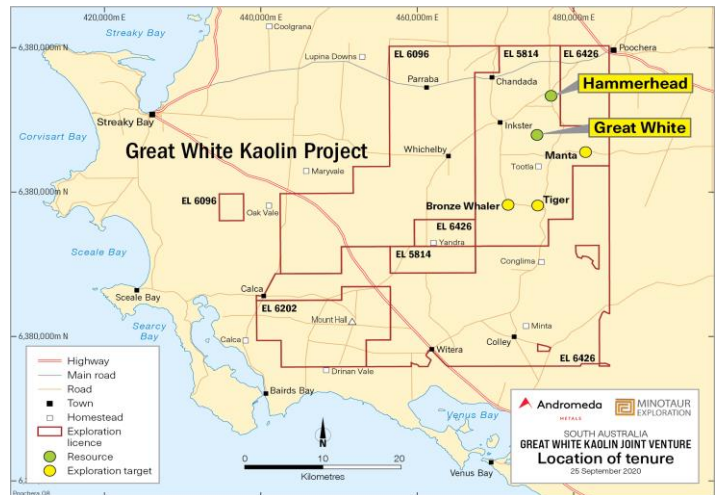 420,000m E
440,000m E
460,000m E
480,000m E
6,380,000m N
6,380,000m N
6,380,000m N
Streaky Bay
Coolgrana
Lupina Downs
EL 6096
EL 5814
EL 6426
Poochera
Parraba
Chandada
Hammerhead
Streaky Bay
Corvisart Bay
Inkster
Great White
Great White Kaolin Project
Whichelby
Manta
Maryvale
Tootla
EL 6096
Oak Vale
Bronze Whaler
Tiger
EL 6426
Yandra
Sceale Bay
EL 5814
Conglima
Calca
Sceale Bay
EL 6202
Searcy
Bay
Mount Hall
Minta
Calca
Colley
Witera
EL 6426
Drinan Vale
Bairds Bay
Venus Bay
Venus Bay
Highway
Main road
Road
Town
Homestead
Exploration
licence
Resource
Exploration target
N
0
10
20
Kilometres
Andromeda
METALS
MINOTAUR
EXPLORATION
SOUTH AUSTRALIA
GREAT WHITE KAOLIN JOINT VENTURE
Location of tenure
25 September 2020